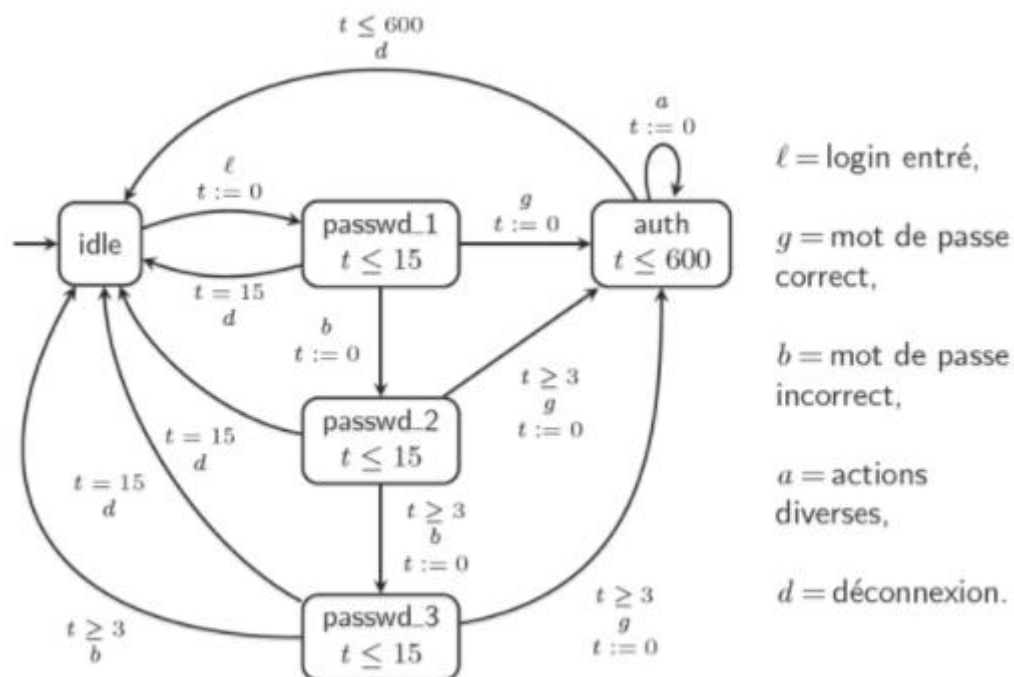 t ≤ 600
d
a
t := 0
ℓ
t := 0
idle
passwd_1
t ≤ 15
g
t := 0
auth
t ≤ 600
t = 15
d
b
t := 0
passwd_2
t ≤ 15
t ≥ 3
g
t := 0
t = 15
d
t = 15
d
t ≥ 3
b
t := 0
passwd_3
t ≤ 15
t ≥ 3
b
t ≥ 3
g
t := 0
ℓ = login entré,
g = mot de passe
correct,
b = mot de passe
incorrect,
a = actions
diverses,
d = déconnexion.